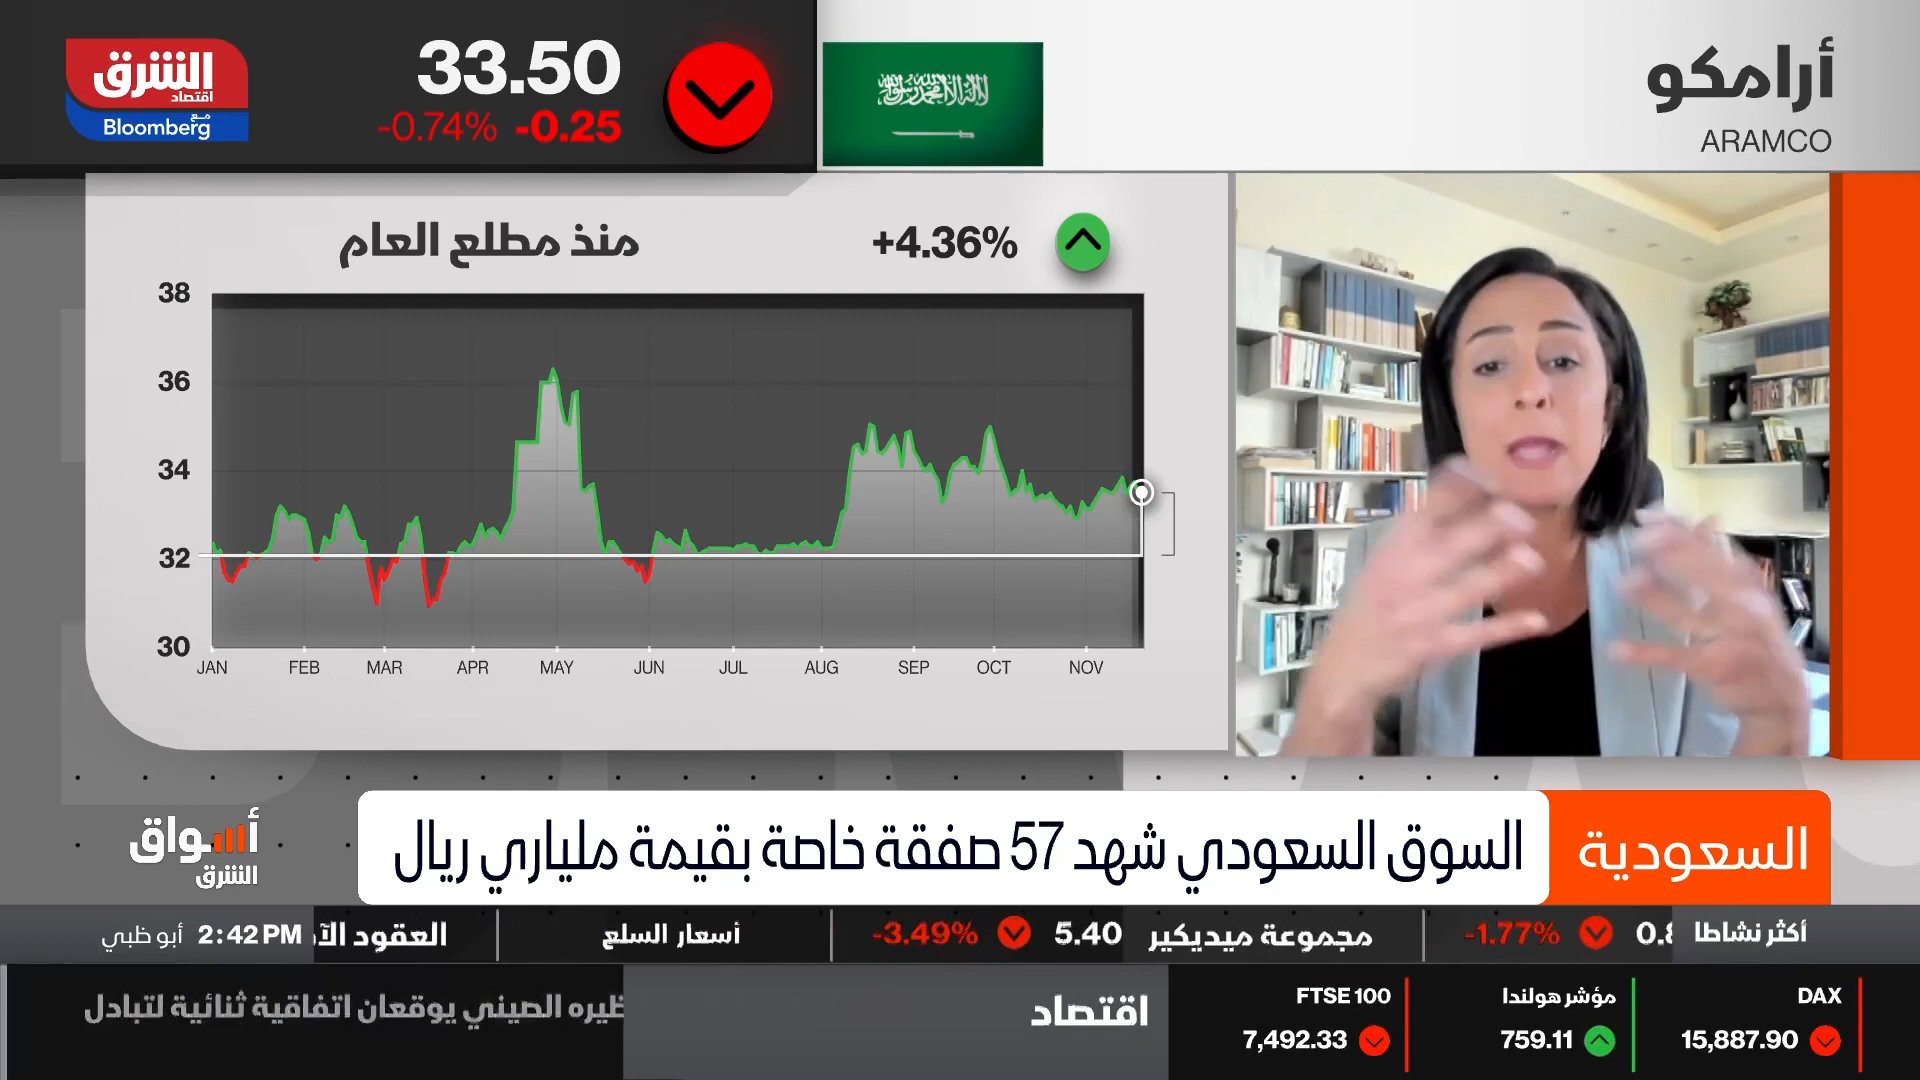 أرامكو
ARAMCO
33.50
-0.74% -0.25
الشرق
اقتصاد
مع
Bloomberg
منذ مطلع العام
+4.36%
38
36
34
32
30
JAN FEB MAR APR MAY JUN JUL AUG SEP OCT NOV
السعودية
السوق السعودي شهد 57 صفقة خاصة بقيمة ملياري ريال
أسواق
الشرق
أكثر نشاطا
-1.77%
مجموعة ميديكير 5.40 -3.49%
أسعار السلع
العقود
2:42 PM أبو ظبي
DAX
15,887.90
مؤشر هولندا
759.11
FTSE 100
7,492.33
اقتصاد
الصيني يوقعان اتفاقية ثنائية لتبادل